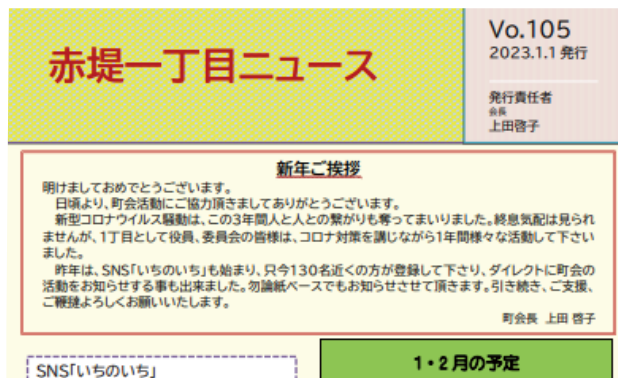 赤堤一丁目ニュース
Vo.105
2023.1.1 発行
発行責任者
会長
上田啓子
新年ご挨拶
明けましておめでとうございます。
日頃より、町会活動にご協力頂きましてありがとうございます。
新型コロナウイルス騒動は、この3年間人と人との繋がりも奪ってまいりました。終息気配は見られ
ませんが、1丁目として役員、委員会の皆様は、コロナ対策を講じながら1年間様々な活動して下さい
ました。
昨年は、SNS「いちのいち」も始まり、只今130名近くの方が登録して下さり、ダイレクトに町会の
活動をお知らせする事も出来ました。勿論紙ベースでもお知らせさせて頂きます。引き続き、ご支援、
ご鞭撻よろしくお願いいたします。
町会長 上田 啓子
SNS「いちのいち」
1・2月の予定